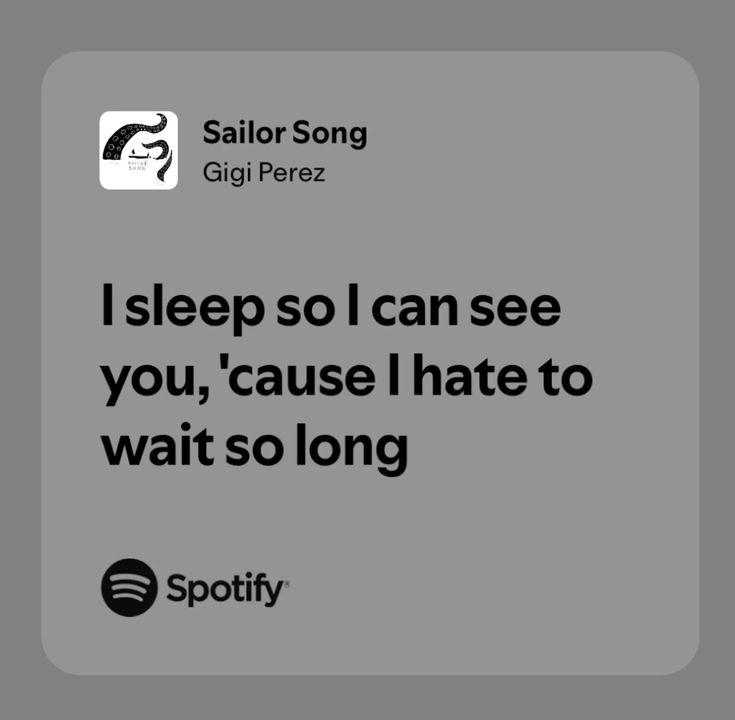 Sailor Song
Gigi Perez
SAILOR
SONG
I sleep so I can see
you, 'cause I hate to
wait so long
Spotify®